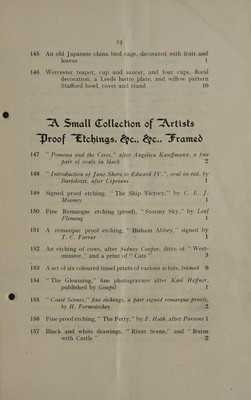 13
145 An old Japanese china bird cage, decorated with fruit and
leaves 1
146 Worcester teapot, cup and saucer, and four cups, floral
decoration, a Leeds lustre plate, and willow pattern
Stafford bowl, cover and stand 10
A Small Collection of Artists
Proof Etchings, &c., &c., Framed
147 " Pomona and the Ceres," after Angelica Kauffmann, a fine
pair of ovals in black 2
148 " Introduction of Jane Shore to Edward IV.", oval in red, by
Bartolozzi, after Cipriani 1
149 Signed proof etching, " The Ship Victory," by C. E. J.
Mooney 1
150 Fine Remarque etching (proof), " Stormy Sky," by Leaf
Fleming 1
151 A remarque proof etching, " Bisham Abbey," signed by
T. C. Farrar 1
152 An etching of cows, after Sidney Cooper, ditto of " West-
minster," and a print of " Cats " 3
153 A set of six coloured tinsel prints of various actors, framed 6
154 " The Gloaming," fine photogravure after Karl Heffner,
published by Goupil 1
155 " Coast Scenes," fine etchings, a pair signed remarque proofs,
by H. 2
156 Fine proof etching, " The Ferry," by F. Huth, after Parsons 1
157 Black and white drawings, " River Scene," and " Ruins
with Castle " 2